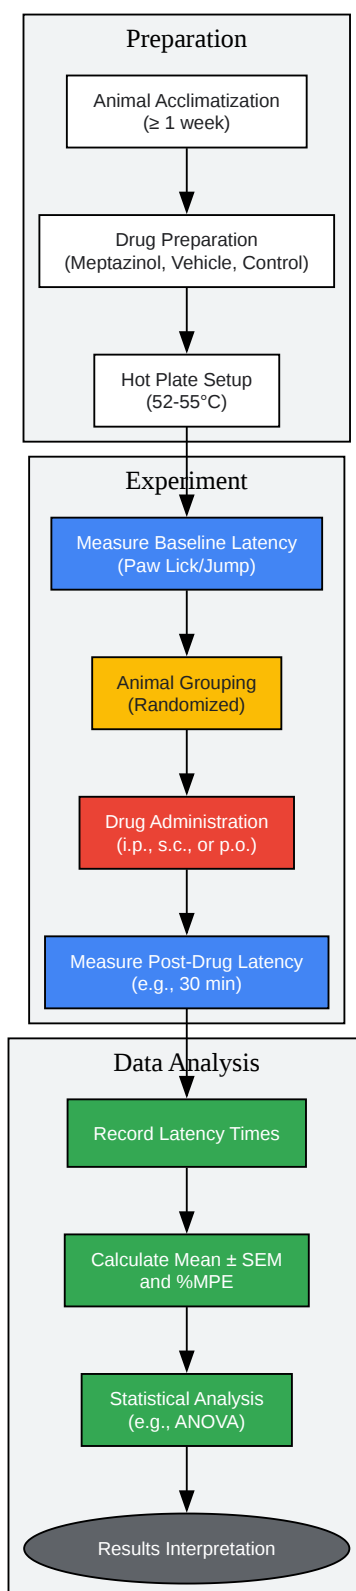 Preparation
Animal Acclimatization
(≥ 1 week)
Drug Preparation
(Meptazinol, Vehicle, Control)
Hot Plate Setup
(52-55°C)
Experiment
Measure Baseline Latency
(Paw Lick/Jump)
Animal Grouping
(Randomized)
Drug Administration
(i.p., s.c., or p.o.)
Measure Post-Drug Latency
(e.g., 30 min)
Data Analysis
Record Latency Times
Calculate Mean ± SEM
and %MPE
Statistical Analysis
(e.g., ANOVA)
Results Interpretation